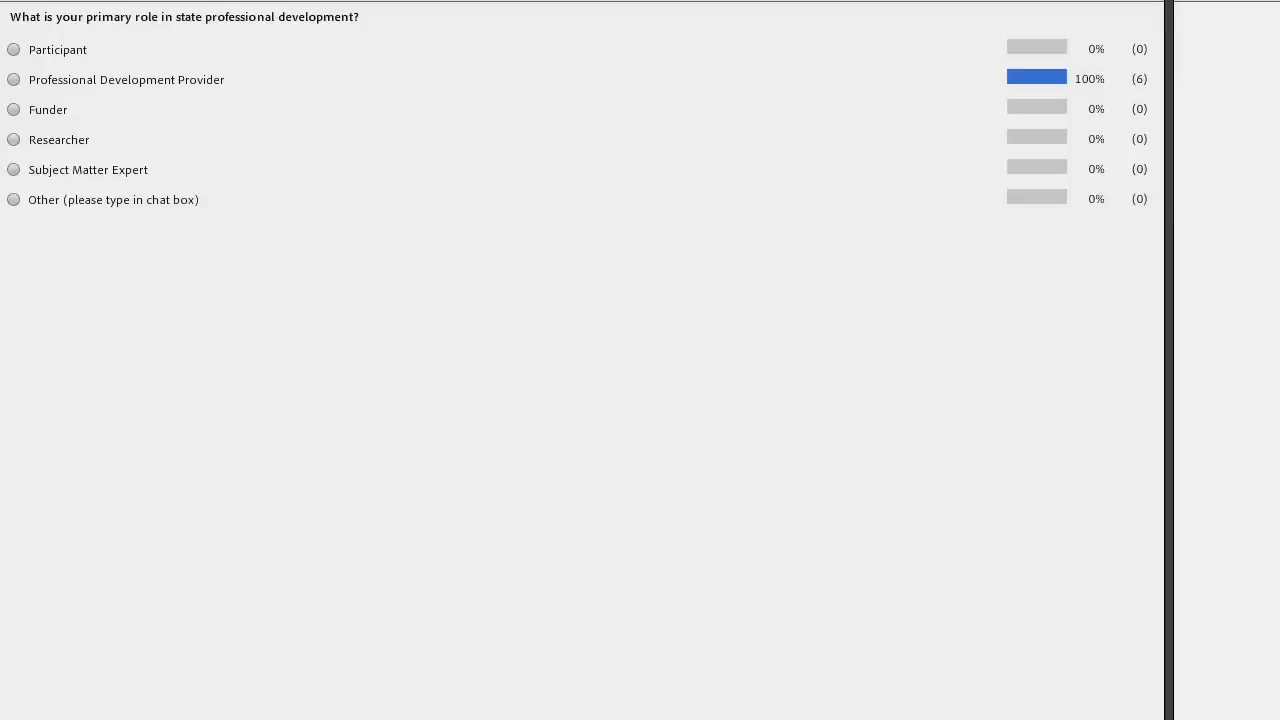 What is your primary role in state professional development?
Participant 0% (0)
Professional Development Provider 100% (6)
Funder 0% (0)
Researcher 0% (0)
Subject Matter Expert 0% (0)
Other (please type in chat box) 0% (0)